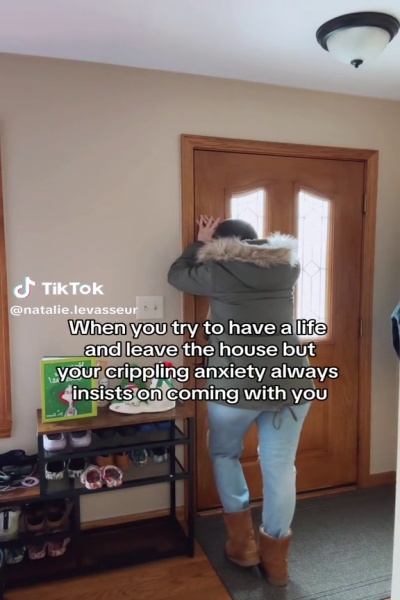 TikTok
@natalie.levasseur
When you try to have a life
and leave the house but
your crippling anxiety always
insists on coming with you